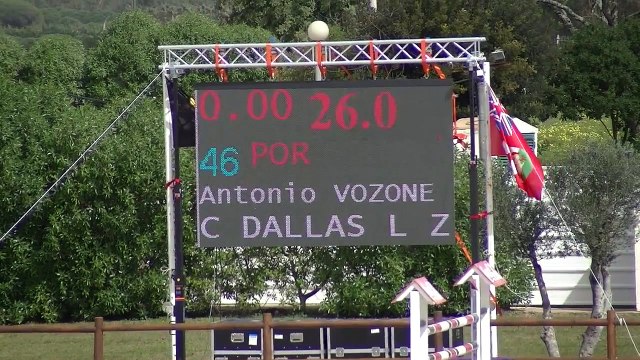 0.00 26.0
46 POR
Antonio VOZONE
C DALLAS L Z